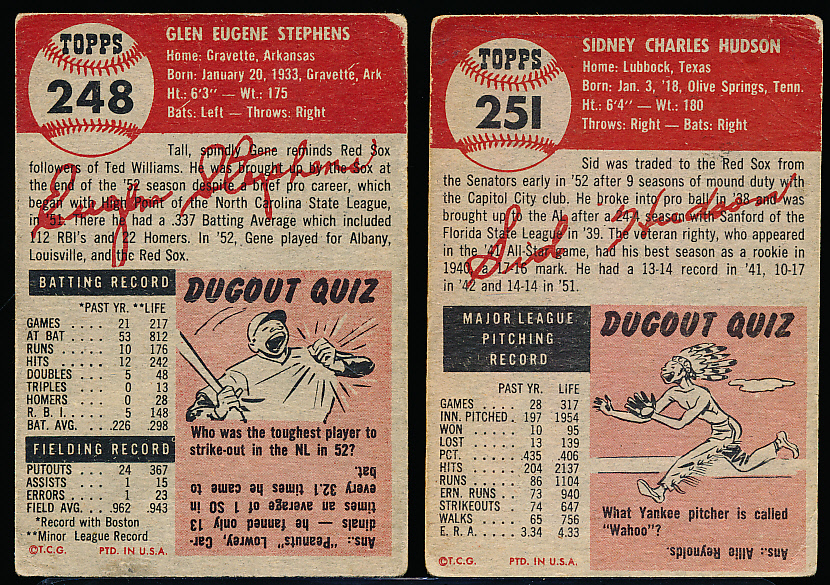 TOPPS
248
GLEN EUGENE STEPHENS
Home: Gravette, Arkansas
Born: January 20, 1933, Gravette, Ark
Ht.: 6'3" — Wt.: 175
Bats: Left — Throws: Right
Tall, spindly Gene reminds Red Sox
followers of Ted Williams. He was brought up by the Sox at
the end of the '52 season despite a brief pro career, which
began with High Point of the North Carolina State League,
in '51. There he had a .337 Batting Average which included
112 RBI's and 22 Homers. In '52, Gene played for Albany,
Louisville, and the Red Sox.
Eugene Stephens
BATTING RECORD
*PAST YR. **LIFE
GAMES .... 21 217
AT BAT .... 53 812
RUNS .... 10 176
HITS .... 12 242
DOUBLES ... 5 48
TRIPLES ... 0 13
HOMERS ... 0 28
R. B. I. .... 5 148
BAT. AVG. .. .226 .298
FIELDING RECORD
PUTOUTS .. 24 367
ASSISTS .. 1 15
ERRORS ... 1 23
FIELD AVG. .. .962 .943
*Record with Boston
**Minor League Record
©T.C.G. PTD. IN U.S.A.
DUGOUT QUIZ
Who was the toughest player to
strike-out in the NL in '52?
Ans.: "Peanuts" Lowrey, Car-
dinals — he fanned only 13
times on an average of 1 SO in
every 32.1 times he came to
bat.
TOPPS
251
SIDNEY CHARLES HUDSON
Home: Lubbock, Texas
Born: Jan. 3, '18, Olive Springs, Tenn.
Ht.: 6'4" — Wt.: 180
Throws: Right — Bats: Right
Sid was traded to the Red Sox from
the Senators early in '52 after 9 seasons of mound duty with
the Capitol City club. He broke into pro ball in '38 and was
brought up to the AL after a 24-4 season with Sanford of the
Florida State League in '39. The veteran righty, who appeared
in the '41 All-Star Game, had his best season as a rookie in
1940, a 17-16 mark. He had a 13-14 record in '41, 10-17
in '42 and 14-14 in '51.
Sid Hudson
MAJOR LEAGUE
PITCHING
RECORD
PAST YR. LIFE
GAMES .... 28 317
INN. PITCHED . 197 1954
WON .... 10 95
LOST .... 13 139
PCT. .... .435 .406
HITS .... 204 2137
RUNS .... 86 1104
ERN. RUNS .. 73 940
STRIKEOUTS . 64 647
WALKS .... 65 756
E. R. A. .... 3.34 4.33
©T.C.G. PTD. IN U.S.A.
DUGOUT QUIZ
What Yankee pitcher is called
"Wahoo"?
Ans.: Allie Reynolds.